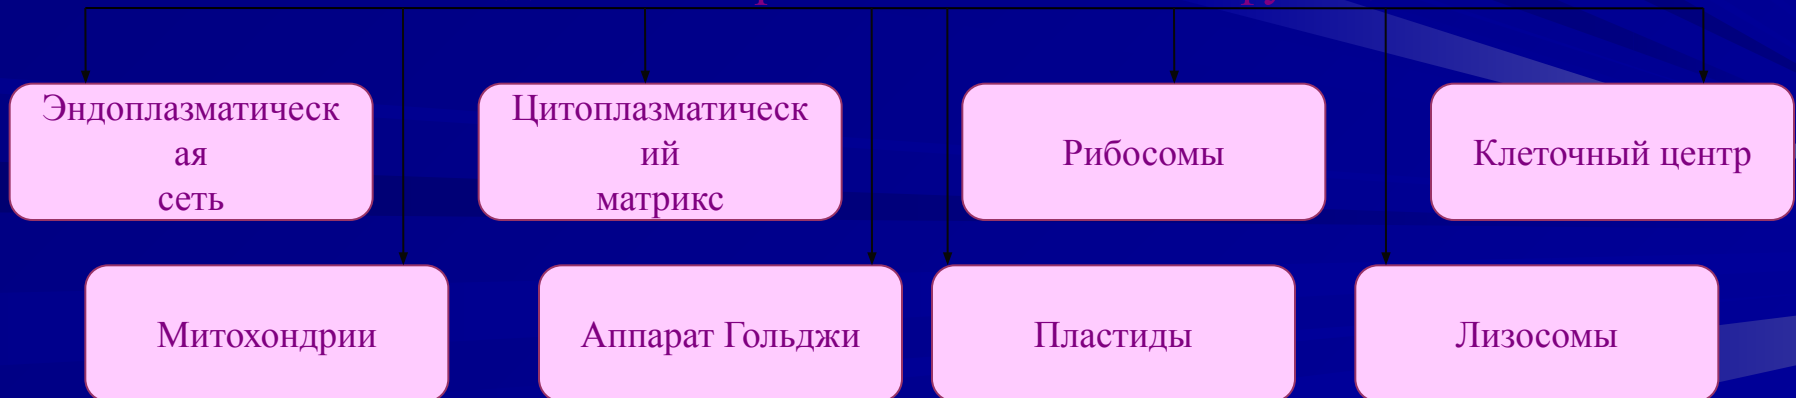 Эндоплазматическ
ая
сеть
Цитоплазматическ
ий
матрикс
Рибосомы
Клеточный центр
Митохондрии
Аппарат Гольджи
Пластиды
Лизосомы